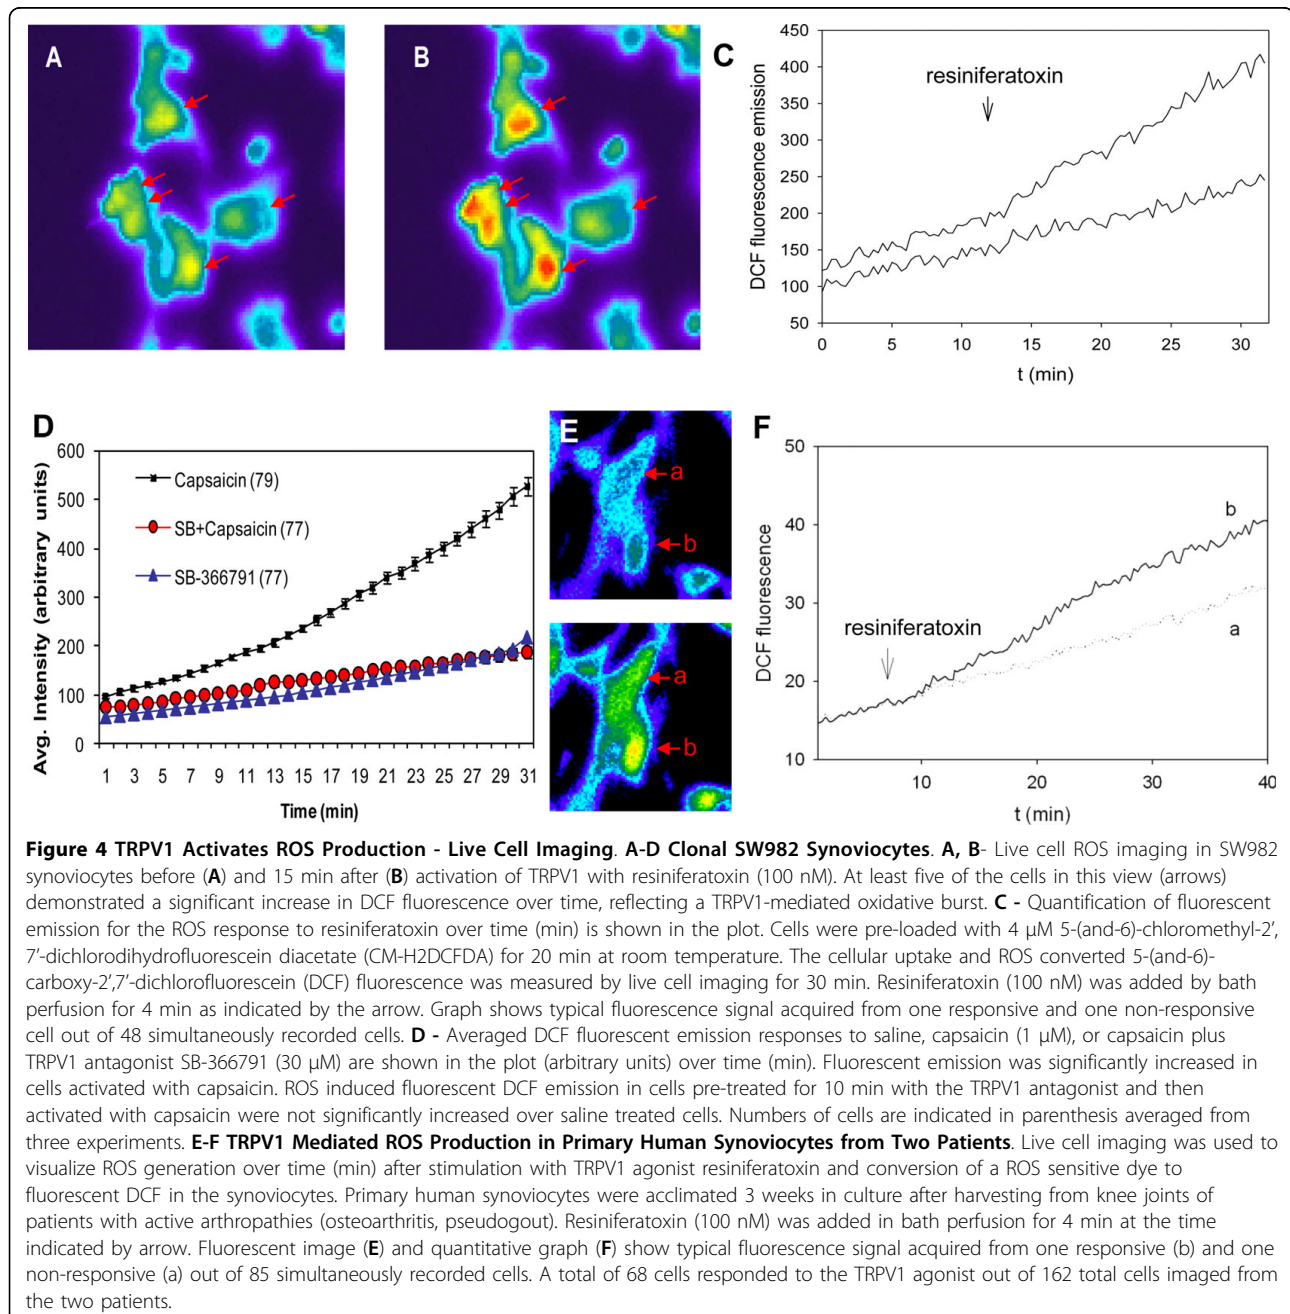 A
B
C
450
400
350
300
250
200
150
100
50
DCF fluorescence emission
resiniferatoxin
0 5 10 15 20 25 30
t (min)
D
600
500
400
300
200
100
0
Avg. Intensity (arbitrary units)
Capsaicin (79)
SB+Capsaicin (77)
SB-366791 (77)
1 3 5 7 9 11 13 15 17 19 21 23 25 27 29 31
Time (min)
E
a
b
a
b
F
50
40
30
20
10
DCF fluorescence
resiniferatoxin
b
a
10 20 30 40
t (min)
Figure 4 TRPV1 Activates ROS Production - Live Cell Imaging. A-D Clonal SW982 Synoviocytes. A, B- Live cell ROS imaging in SW982
synoviocytes before (A) and 15 min after (B) activation of TRPV1 with resiniferatoxin (100 nM). At least five of the cells in this view (arrows)
demonstrated a significant increase in DCF fluorescence over time, reflecting a TRPV1-mediated oxidative burst. C - Quantification of fluorescent
emission for the ROS response to resiniferatoxin over time (min) is shown in the plot. Cells were pre-loaded with 4 μM 5-(and-6)-chloromethyl-2′,
7′-dichlorodihydrofluorescein diacetate (CM-H2DCFDA) for 20 min at room temperature. The cellular uptake and ROS converted 5-(and-6)-
carboxy-2′,7′-dichlorofluorescein (DCF) fluorescence was measured by live cell imaging for 30 min. Resiniferatoxin (100 nM) was added by bath
perfusion for 4 min as indicated by the arrow. Graph shows typical fluorescence signal acquired from one responsive and one non-responsive
cell out of 48 simultaneously recorded cells. D - Averaged DCF fluorescent emission responses to saline, capsaicin (1 μM), or capsaicin plus
TRPV1 antagonist SB-366791 (30 μM) are shown in the plot (arbitrary units) over time (min). Fluorescent emission was significantly increased in
cells activated with capsaicin. ROS induced fluorescent DCF emission in cells pre-treated for 10 min with the TRPV1 antagonist and then
activated with capsaicin were not significantly increased over saline treated cells. Numbers of cells are indicated in parenthesis averaged from
three experiments. E-F TRPV1 Mediated ROS Production in Primary Human Synoviocytes from Two Patients. Live cell imaging was used to
visualize ROS generation over time (min) after stimulation with TRPV1 agonist resiniferatoxin and conversion of a ROS sensitive dye to
fluorescent DCF in the synoviocytes. Primary human synoviocytes were acclimated 3 weeks in culture after harvesting from knee joints of
patients with active arthropathies (osteoarthritis, pseudogout). Resiniferatoxin (100 nM) was added in bath perfusion for 4 min at the time
indicated by arrow. Fluorescent image (E) and quantitative graph (F) show typical fluorescence signal acquired from one responsive (b) and one
non-responsive (a) out of 85 simultaneously recorded cells. A total of 68 cells responded to the TRPV1 agonist out of 162 total cells imaged from
the two patients.